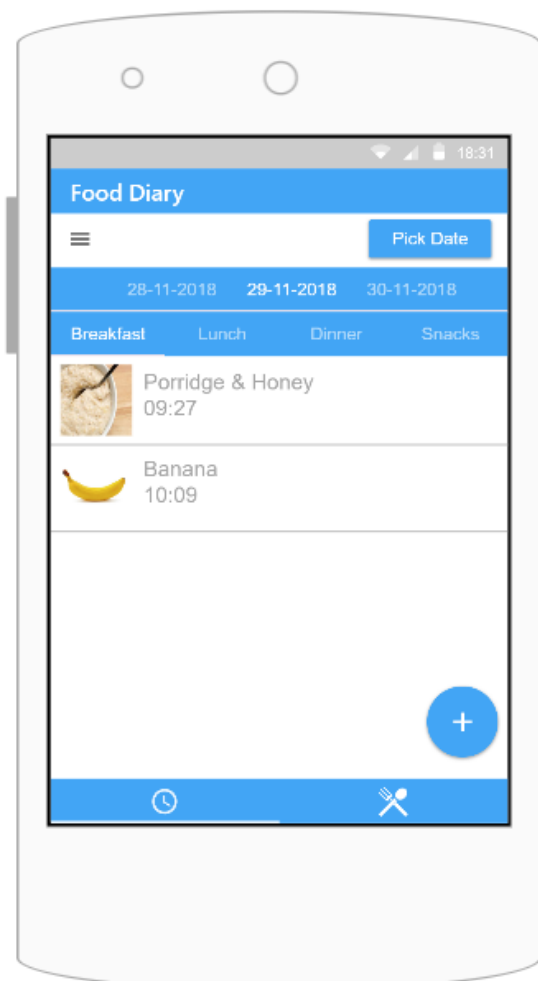 18:31
Food Diary
Pick Date
28-11-2018 29-11-2018 30-11-2018
Breakfast Lunch Dinner Snacks
Porridge & Honey
09:27
Banana
10:09
+